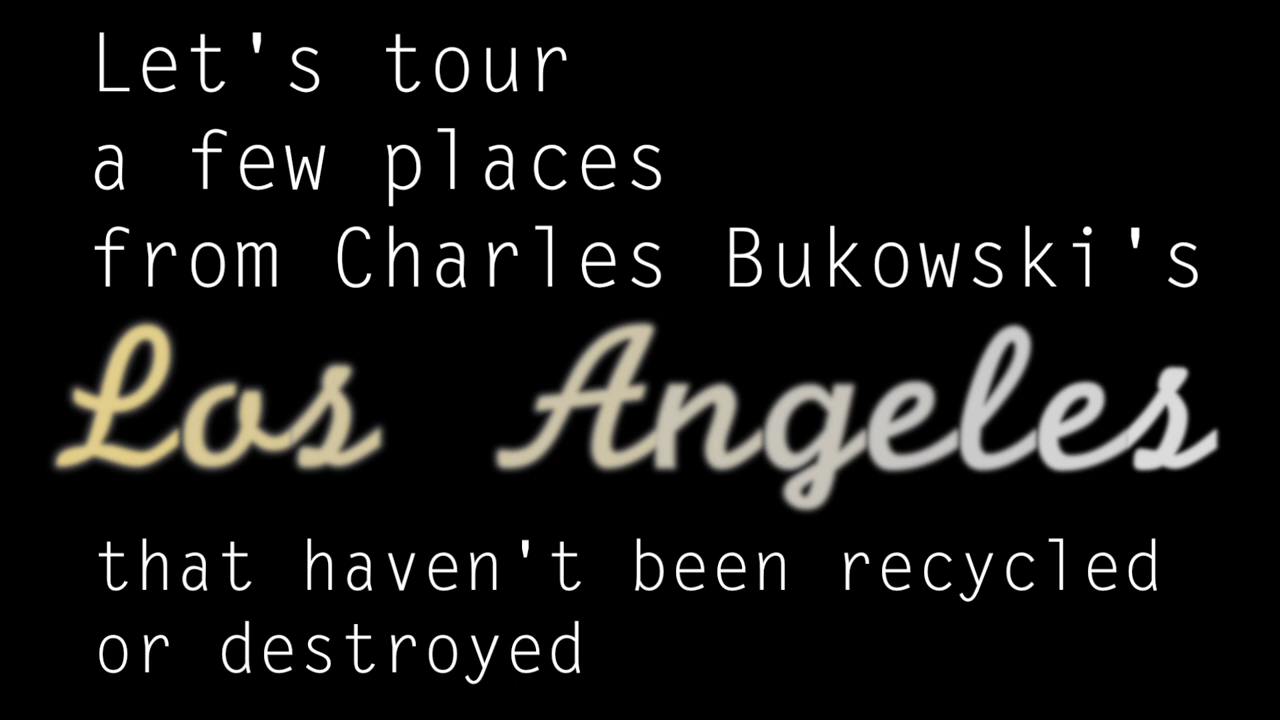 Let's tour
a few places
from Charles Bukowski's
Los Angeles
that haven't been recycled
or destroyed